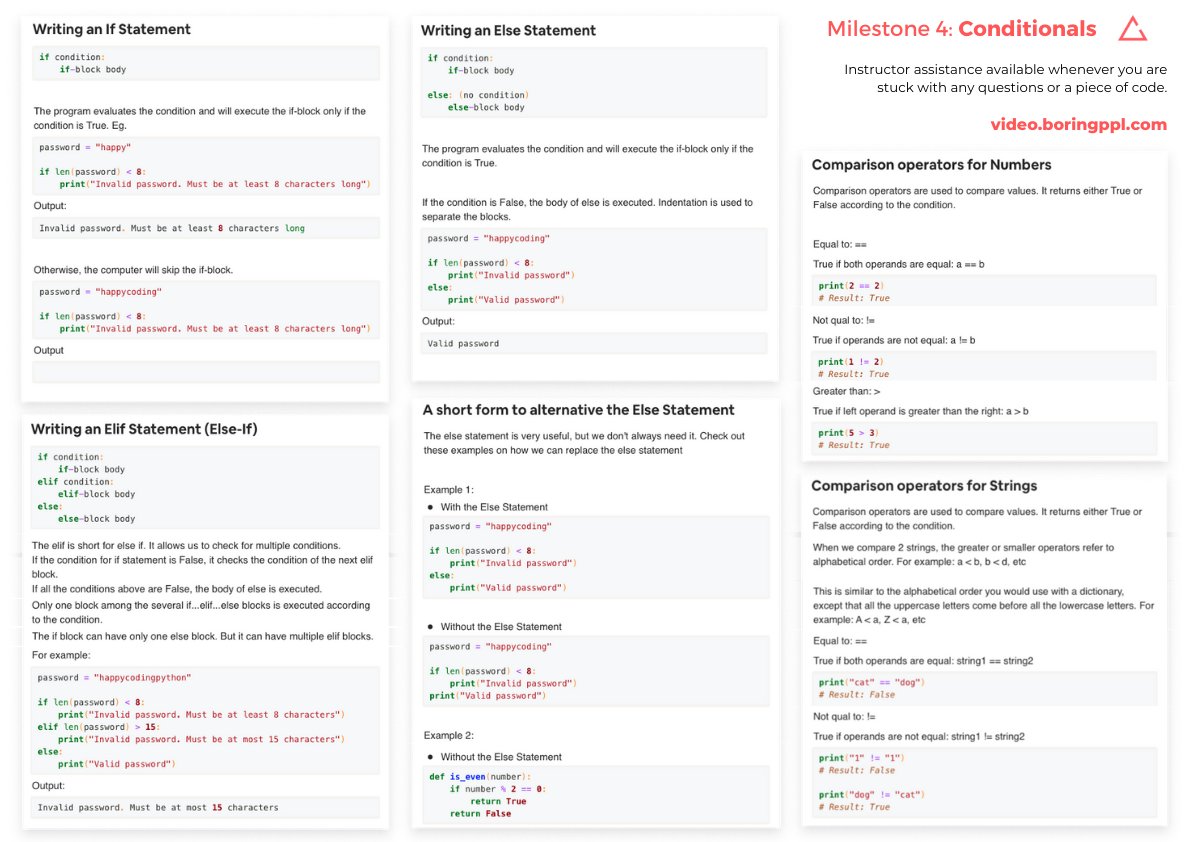 Writing an If Statement
if condition:
    if-block body
The program evaluates the condition and will execute the if-block only if the
condition is True. Eg.
password = "happy"
if len(password) < 8:
    print("Invalid password. Must be at least 8 characters long")
Output:
Invalid password. Must be at least 8 characters long
Otherwise, the computer will skip the if-block.
password = "happycoding"
if len(password) < 8:
    print("Invalid password. Must be at least 8 characters long")
Output
Writing an Elif Statement (Else-If)
if condition:
    if-block body
elif condition:
    elif-block body
else:
    else-block body
The elif is short for else if. It allows us to check for multiple conditions.
If the condition for if statement is False, it checks the condition of the next elif
block.
If all the conditions above are False, the body of else is executed.
Only one block among the several if...elif...else blocks is executed according
to the condition.
The if block can have only one else block. But it can have multiple elif blocks.
For example:
password = "happycodingpython"
if len(password) < 8:
    print("Invalid password. Must be at least 8 characters")
elif len(password) > 15:
    print("Invalid password. Must be at most 15 characters")
else:
    print("Valid password")
Output:
Invalid password. Must be at most 15 characters
Writing an Else Statement
if condition:
    if-block body
else: (no condition)
    else-block body
The program evaluates the condition and will execute the if-block only if the
condition is True.
If the condition is False, the body of else is executed. Indentation is used to
separate the blocks.
password = "happycoding"
if len(password) < 8:
    print("Invalid password")
else:
    print("Valid password")
Output:
Valid password
A short form to alternative the Else Statement
The else statement is very useful, but we don't always need it. Check out
these examples on how we can replace the else statement
Example 1:
● With the Else Statement
password = "happycoding"
if len(password) < 8:
    print("Invalid password")
else:
    print("Valid password")
● Without the Else Statement
password = "happycoding"
if len(password) < 8:
    print("Invalid password")
print("Valid password")
Example 2:
● Without the Else Statement
def is_even(number):
    if number % 2 == 0:
        return True
    return False
Milestone 4: Conditionals
Instructor assistance available whenever you are
stuck with any questions or a piece of code.
video.boringppl.com
Comparison operators for Numbers
Comparison operators are used to compare values. It returns either True or
False according to the condition.
Equal to: ==
True if both operands are equal: a == b
print(2 == 2)
# Result: True
Not qual to: !=
True if operands are not equal: a != b
print(1 != 2)
# Result: True
Greater than: >
True if left operand is greater than the right: a > b
print(5 > 3)
# Result: True
Comparison operators for Strings
Comparison operators are used to compare values. It returns either True or
False according to the condition.
When we compare 2 strings, the greater or smaller operators refer to
alphabetical order. For example: a < b, b < d, etc
This is similar to the alphabetical order you would use with a dictionary,
except that all the uppercase letters come before all the lowercase letters. For
example: A < a, Z < a, etc
Equal to: ==
True if both operands are equal: string1 == string2
print("cat" == "dog")
# Result: False
Not qual to: !=
True if operands are not equal: string1 != string2
print("1" != "1")
# Result: False
print("dog" != "cat")
# Result: True